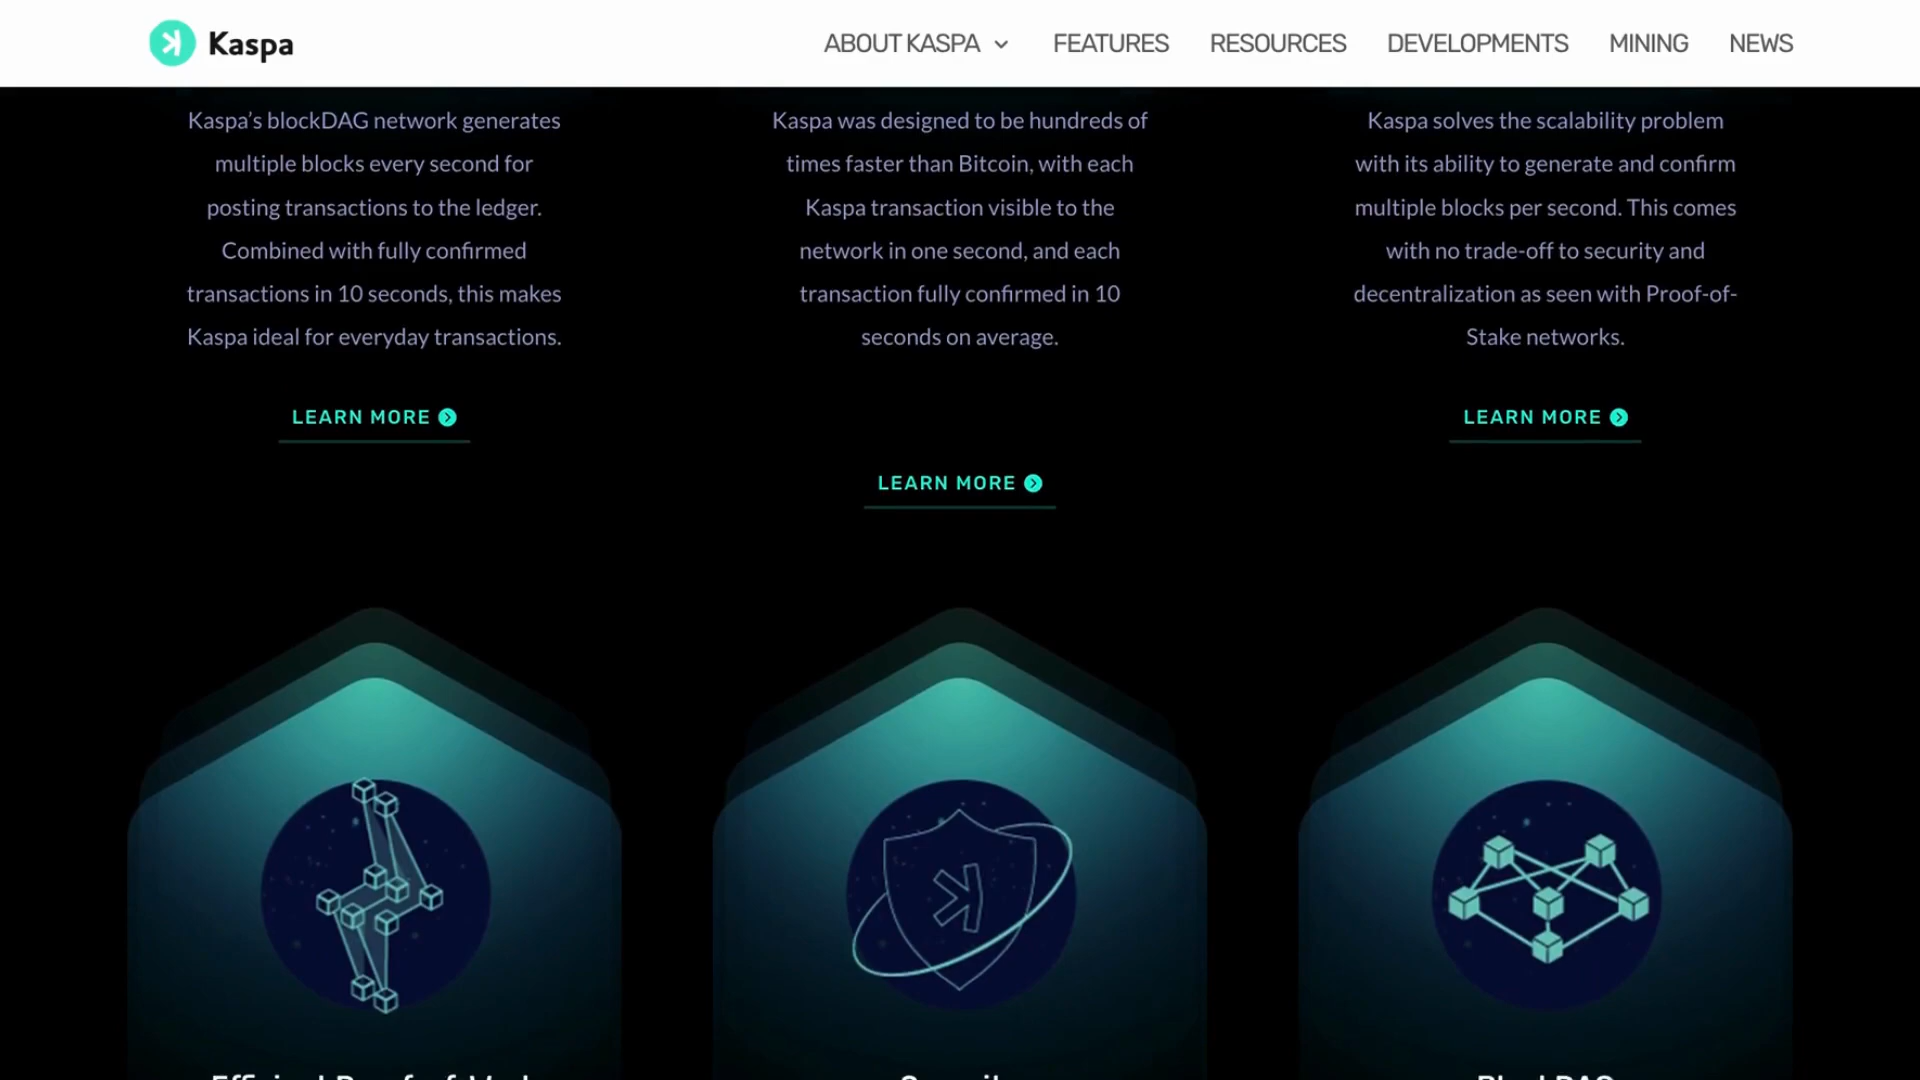 Kaspa
ABOUT KASPA
FEATURES
RESOURCES
DEVELOPMENTS
MINING
NEWS
Kaspa’s blockDAG network generates
multiple blocks every second for
posting transactions to the ledger.
Combined with fully confirmed
transactions in 10 seconds, this makes
Kaspa ideal for everyday transactions.
LEARN MORE
Kaspa was designed to be hundreds of
times faster than Bitcoin, with each
Kaspa transaction visible to the
network in one second, and each
transaction fully confirmed in 10
seconds on average.
LEARN MORE
Kaspa solves the scalability problem
with its ability to generate and confirm
multiple blocks per second. This comes
with no trade-off to security and
decentralization as seen with Proof-of-
Stake networks.
LEARN MORE